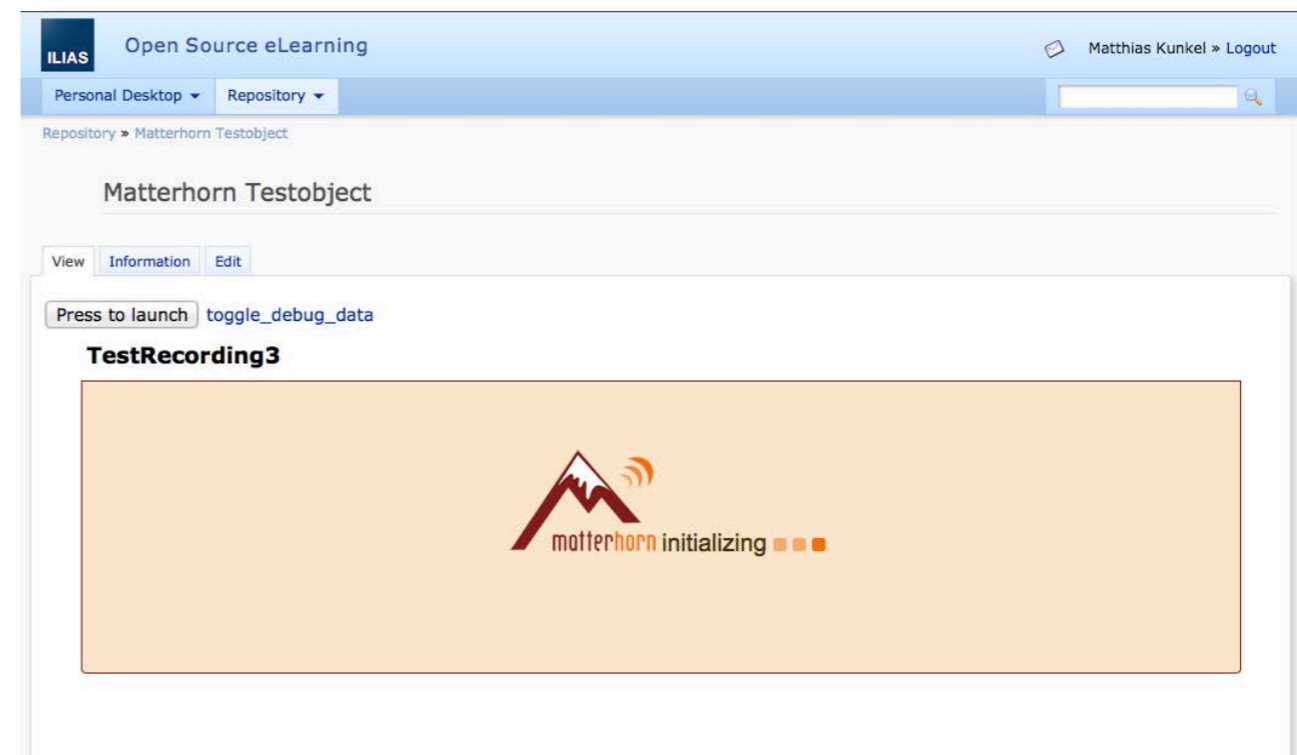 ILIAS
Open Source eLearning
Matthias Kunkel » Logout
Personal Desktop
Repository
Repository » Matterhorn Testobject
Matterhorn Testobject
View
Information
Edit
Press to launch
toggle_debug_data
TestRecording3
matterhorn initializing